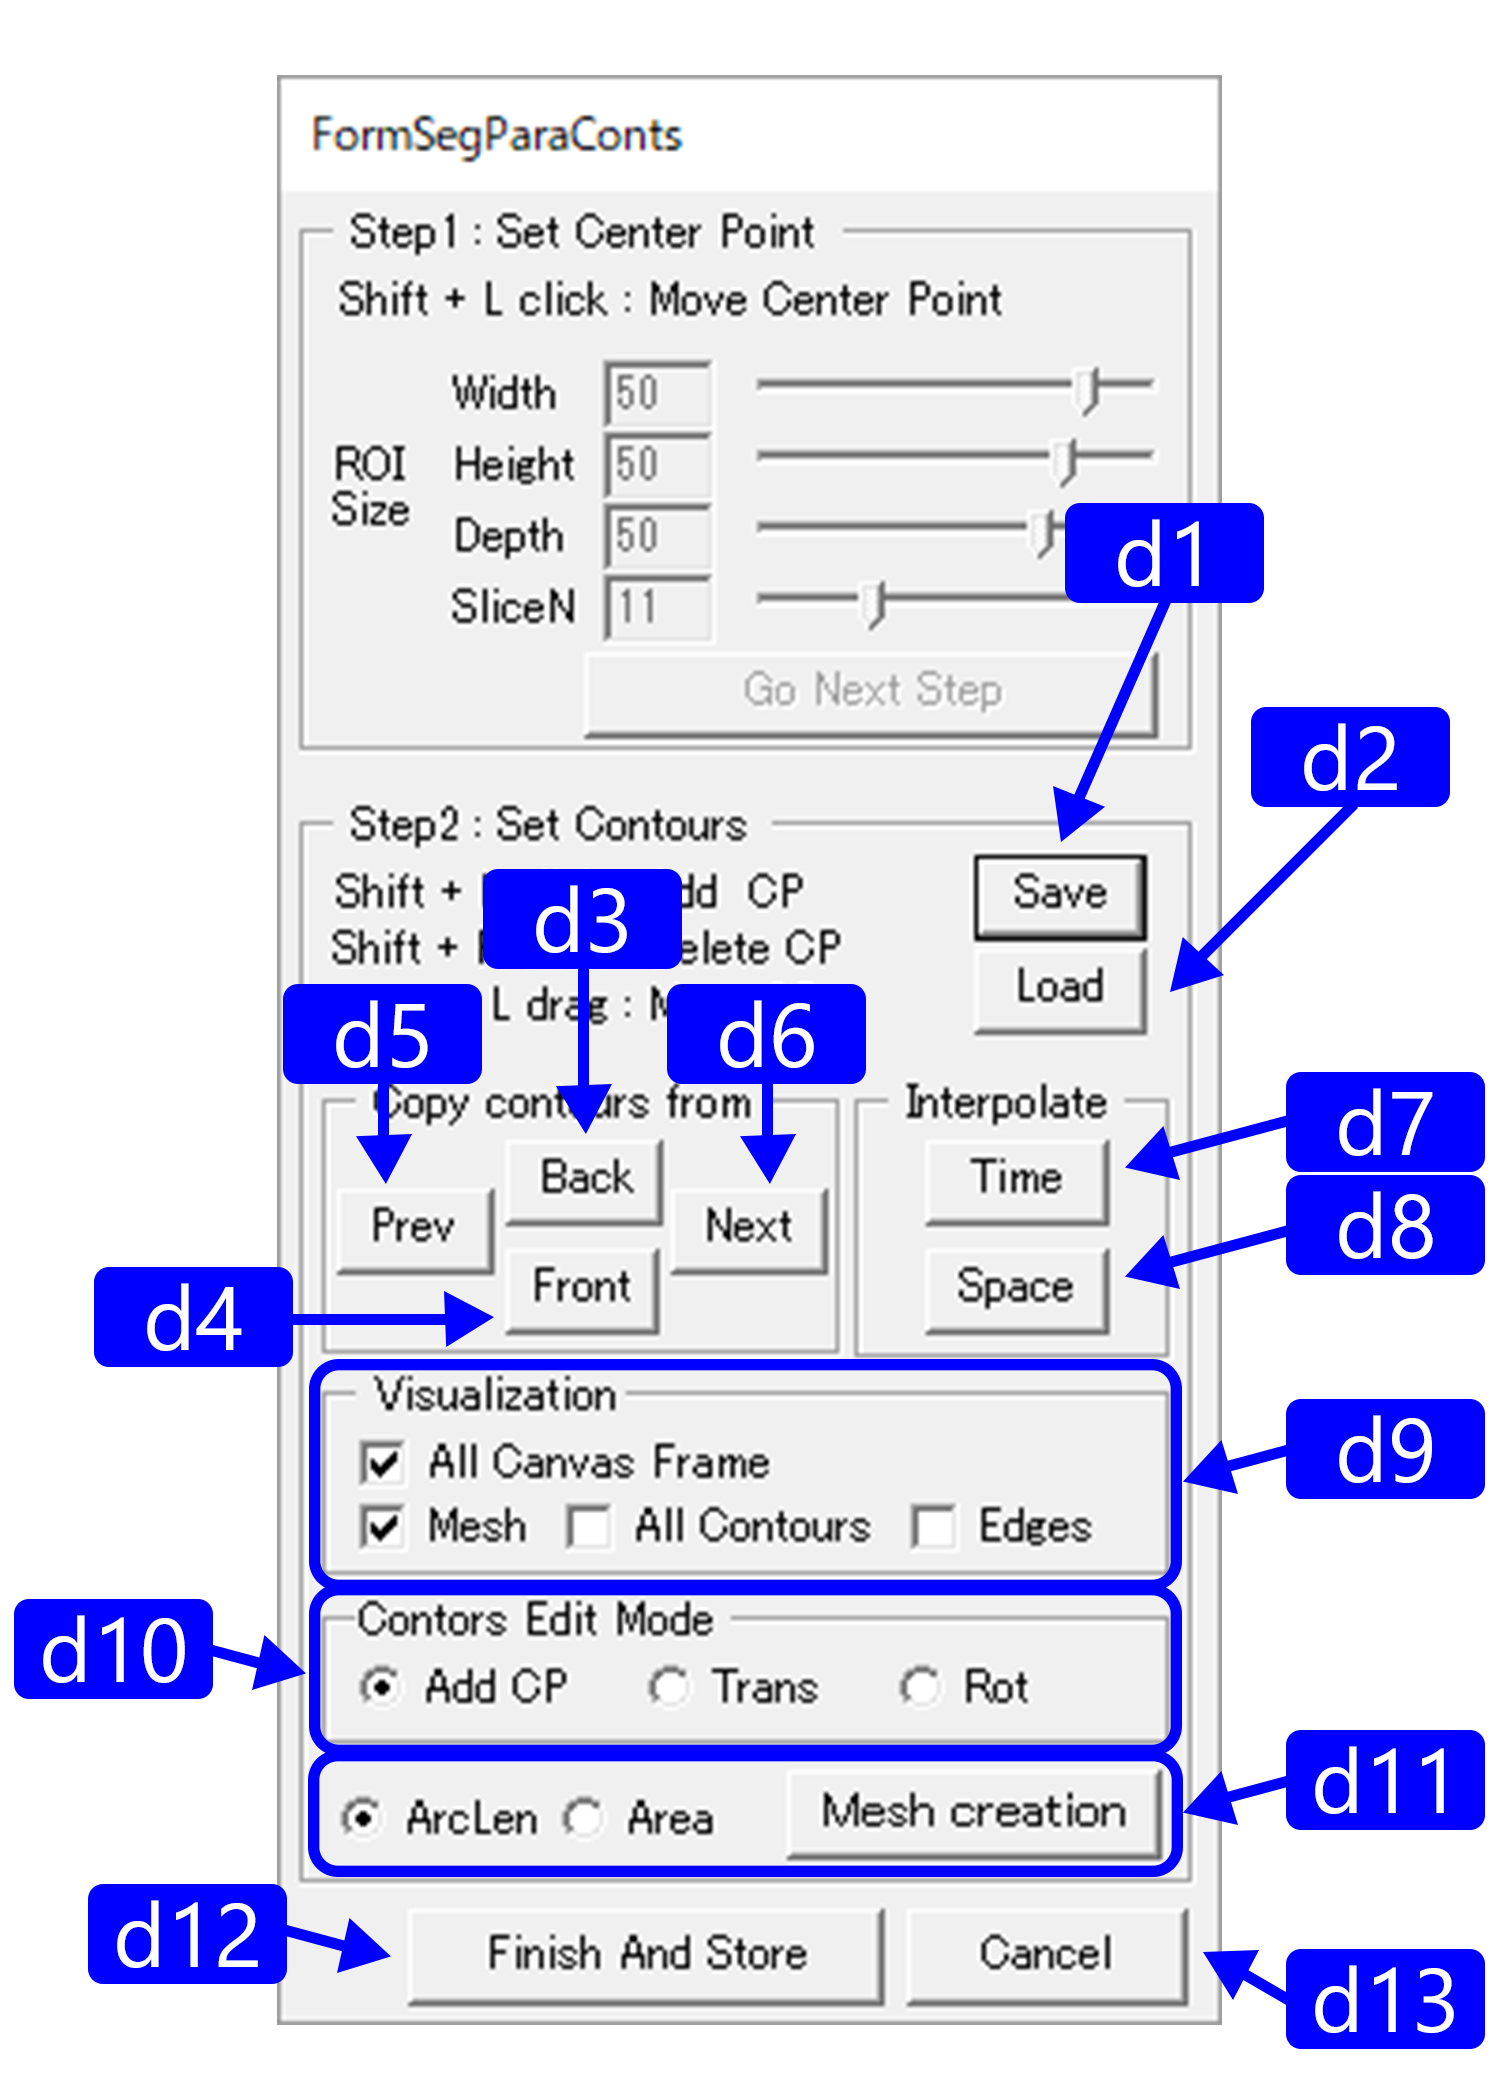 FormSegParaConts
Step1 : Set Center Point
Shift + L click : Move Center Point
Width 50
ROI Size
Height 50
Depth 50
d1
SliceN 11
Go Next Step
d2
Step2 : Set Contours
Save
Shift + dd CP
d3
Shift + elete CP
Load
L drag :
d5
d6
Copy contours from
Interpolate
d7
Back
Time
Prev
Next
d8
Front
Space
d4
Visualization
All Canvas Frame
d9
Mesh All Contours Edges
Contors Edit Mode
d10
Add CP Trans Rot
d11
ArcLen Area Mesh creation
d12
Finish And Store Cancel
d13